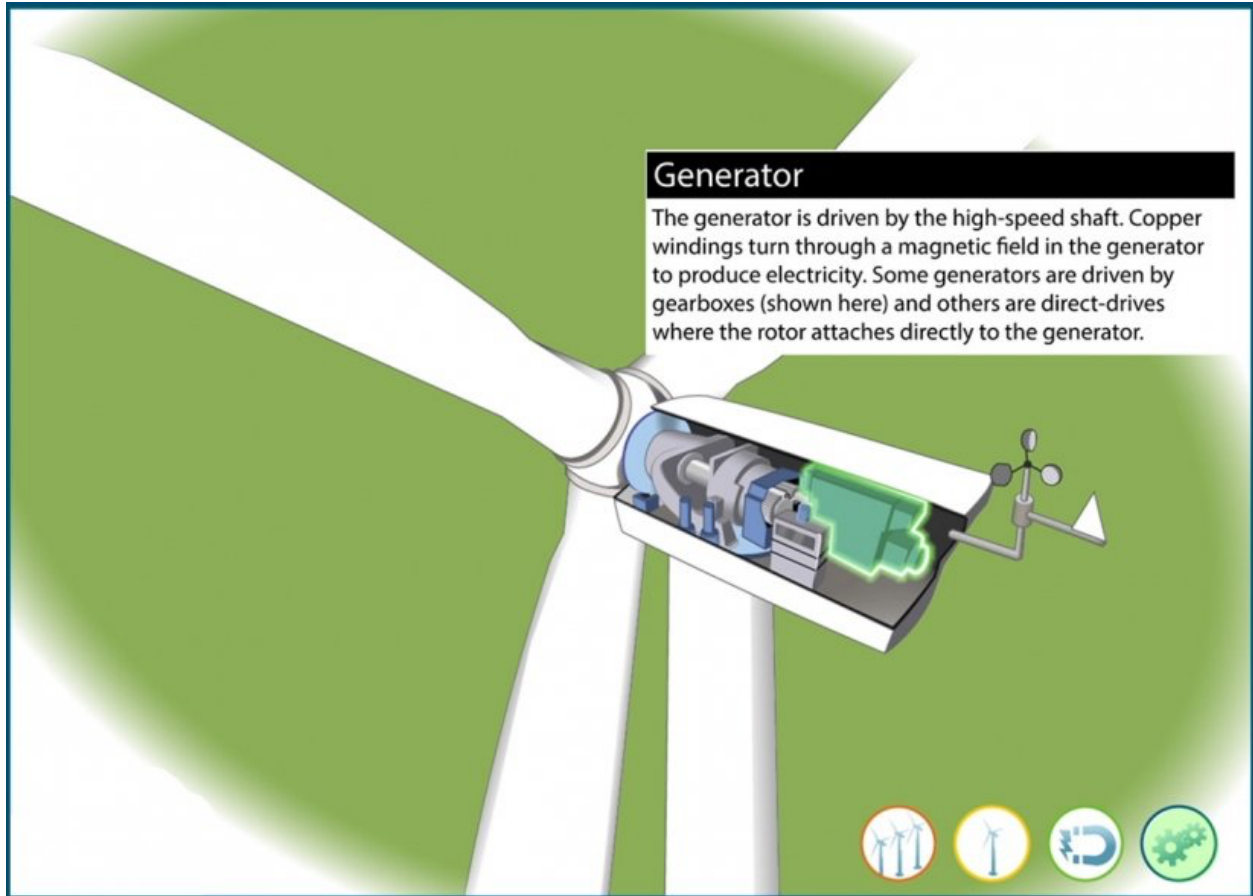 Generator
The generator is driven by the high-speed shaft. Copper
windings turn through a magnetic field in the generator
to produce electricity. Some generators are driven by
gearboxes (shown here) and others are direct-drives
where the rotor attaches directly to the generator.